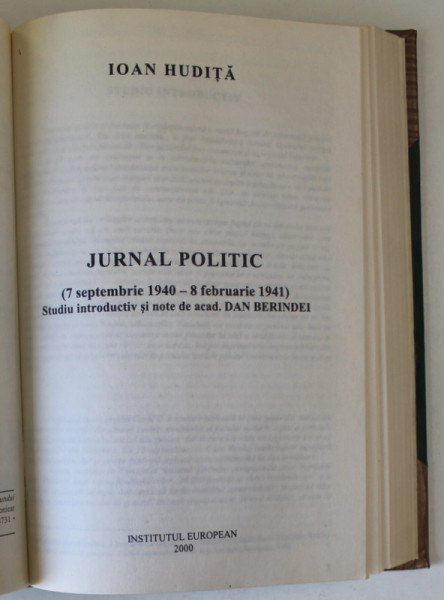 IOAN HUDIȚĂ
JURNAL POLITIC
(7 septembrie 1940 – 8 februarie 1941)
Studiu introductiv și note de acad. DAN BERINDEI
INSTITUTUL EUROPEAN
2000